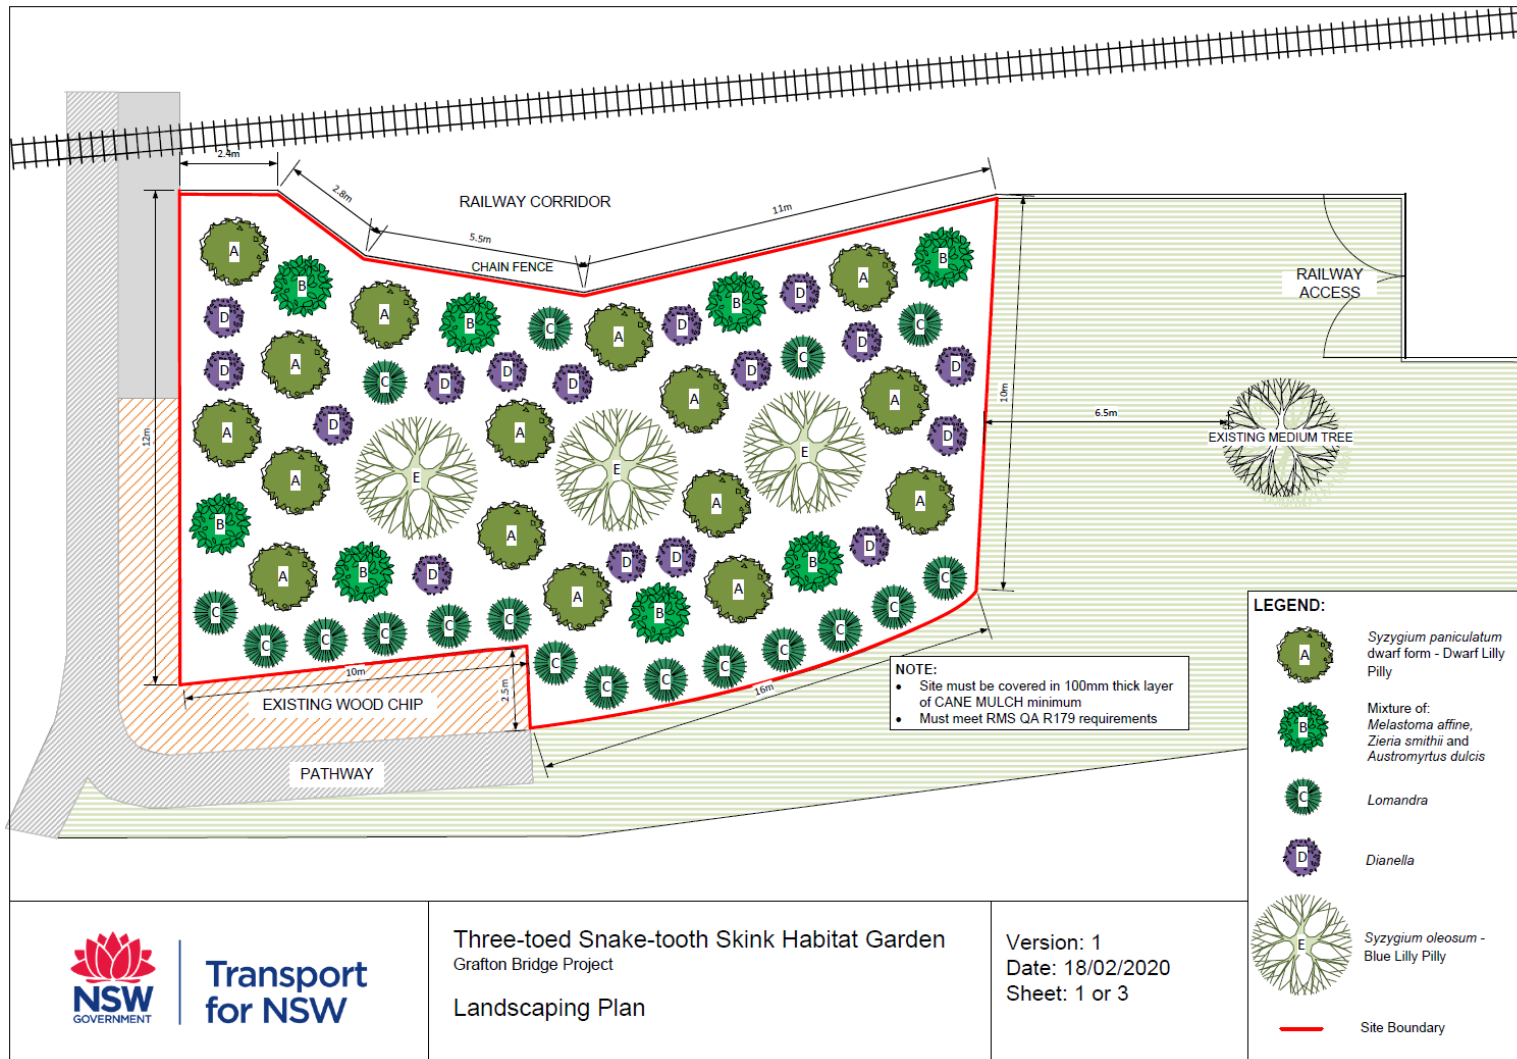 2.4m
2.8m
RAILWAY CORRIDOR
11m
5.5m
CHAIN FENCE
A
B
B
A
RAILWAY
ACCESS
B
D
A
D
B
C
A
D
C
D
A
C
D
D
C
D
D
D
D
A
A
10m
6.5m
A
D
A
12m
D
EXISTING MEDIUM TREE
E
E
E
A
A
A
B
A
D
B
D
D
A
B
D
A
A
C
B
C
C
C
C
C
C
C
C
C
C
C
C
C
C
10m
2.5m
16m
EXISTING WOOD CHIP
PATHWAY
NOTE:
• Site must be covered in 100mm thick layer
of CANE MULCH minimum
• Must meet RMS QA R179 requirements
LEGEND:
A
Syzygium paniculatum
dwarf form - Dwarf Lilly
Pilly
B
Mixture of:
Melastoma affine,
Zieria smithii and
Austromyrtus dulcis
C
Lomandra
D
Dianella
E
Syzygium oleosum -
Blue Lilly Pilly
Site Boundary
NSW
GOVERNMENT
Transport
for NSW
Three-toed Snake-tooth Skink Habitat Garden
Grafton Bridge Project
Landscaping Plan
Version: 1
Date: 18/02/2020
Sheet: 1 or 3